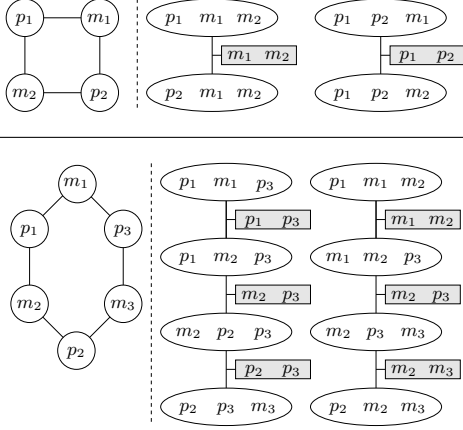 p₁ m₁
m₂ p₂
p₁ m₁ m₂
m₁ m₂
p₂ m₁ m₂
p₁ p₂ m₁
p₁ p₂
p₁ p₂ m₂
m₁
p₁ p₃
m₂ m₃
p₂
p₁ m₁ p₃
p₁ p₃
p₁ m₂ p₃
m₂ p₃
m₂ p₂ p₃
p₂ p₃
p₂ p₃ m₃
p₁ m₁ m₂
m₁ m₂
m₁ m₂ p₃
m₂ p₃
m₂ p₃ m₃
m₂ m₃
p₂ m₂ m₃